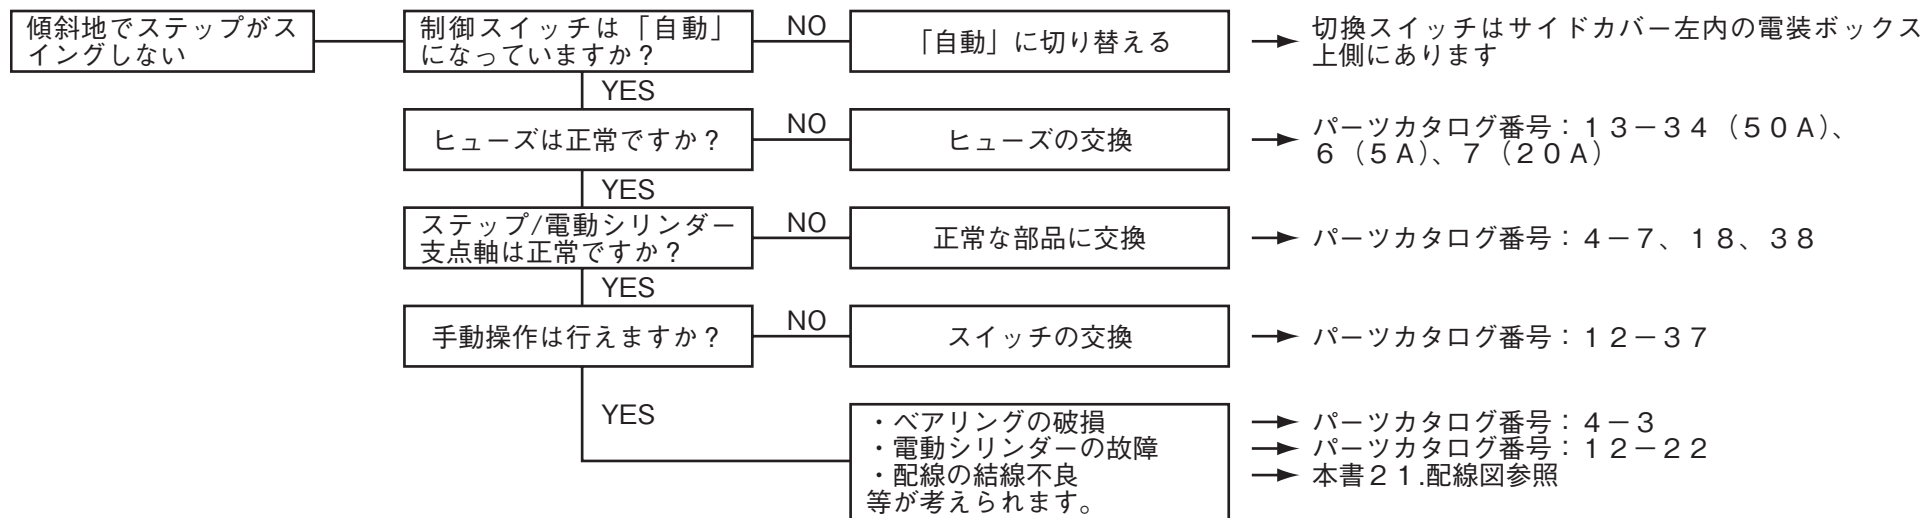 傾斜地でステップがス
イングしない
制御スイッチは「自動」
になっていますか？
NO
「自動」に切り替える
切換スイッチはサイドカバー左内の電装ボックス
上側にあります
YES
ヒューズは正常ですか？
NO
ヒューズの交換
パーツカタログ番号：１３－３４（５０Ａ）、
６（５Ａ）、７（２０Ａ）
YES
ステップ/電動シリンダー
支点軸は正常ですか？
NO
正常な部品に交換
パーツカタログ番号：４－７、１８、３８
YES
手動操作は行えますか？
NO
スイッチの交換
パーツカタログ番号：１２－３７
YES
・ベアリングの破損
パーツカタログ番号：４－３
・電動シリンダーの故障
パーツカタログ番号：１２－２２
・配線の結線不良
本書２１.配線図参照
等が考えられます。